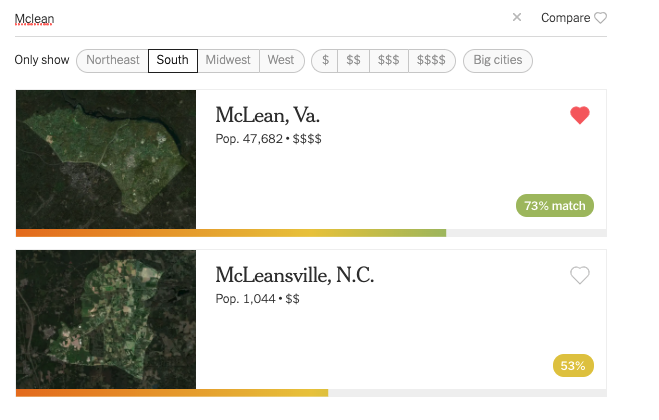 Mclean × Compare
Only show Northeast South Midwest West $ $$ $$$ $$$$ Big cities
McLean, Va.
Pop. 47,682 • $$$$
73% match
McLeansville, N.C.
Pop. 1,044 • $$
53%